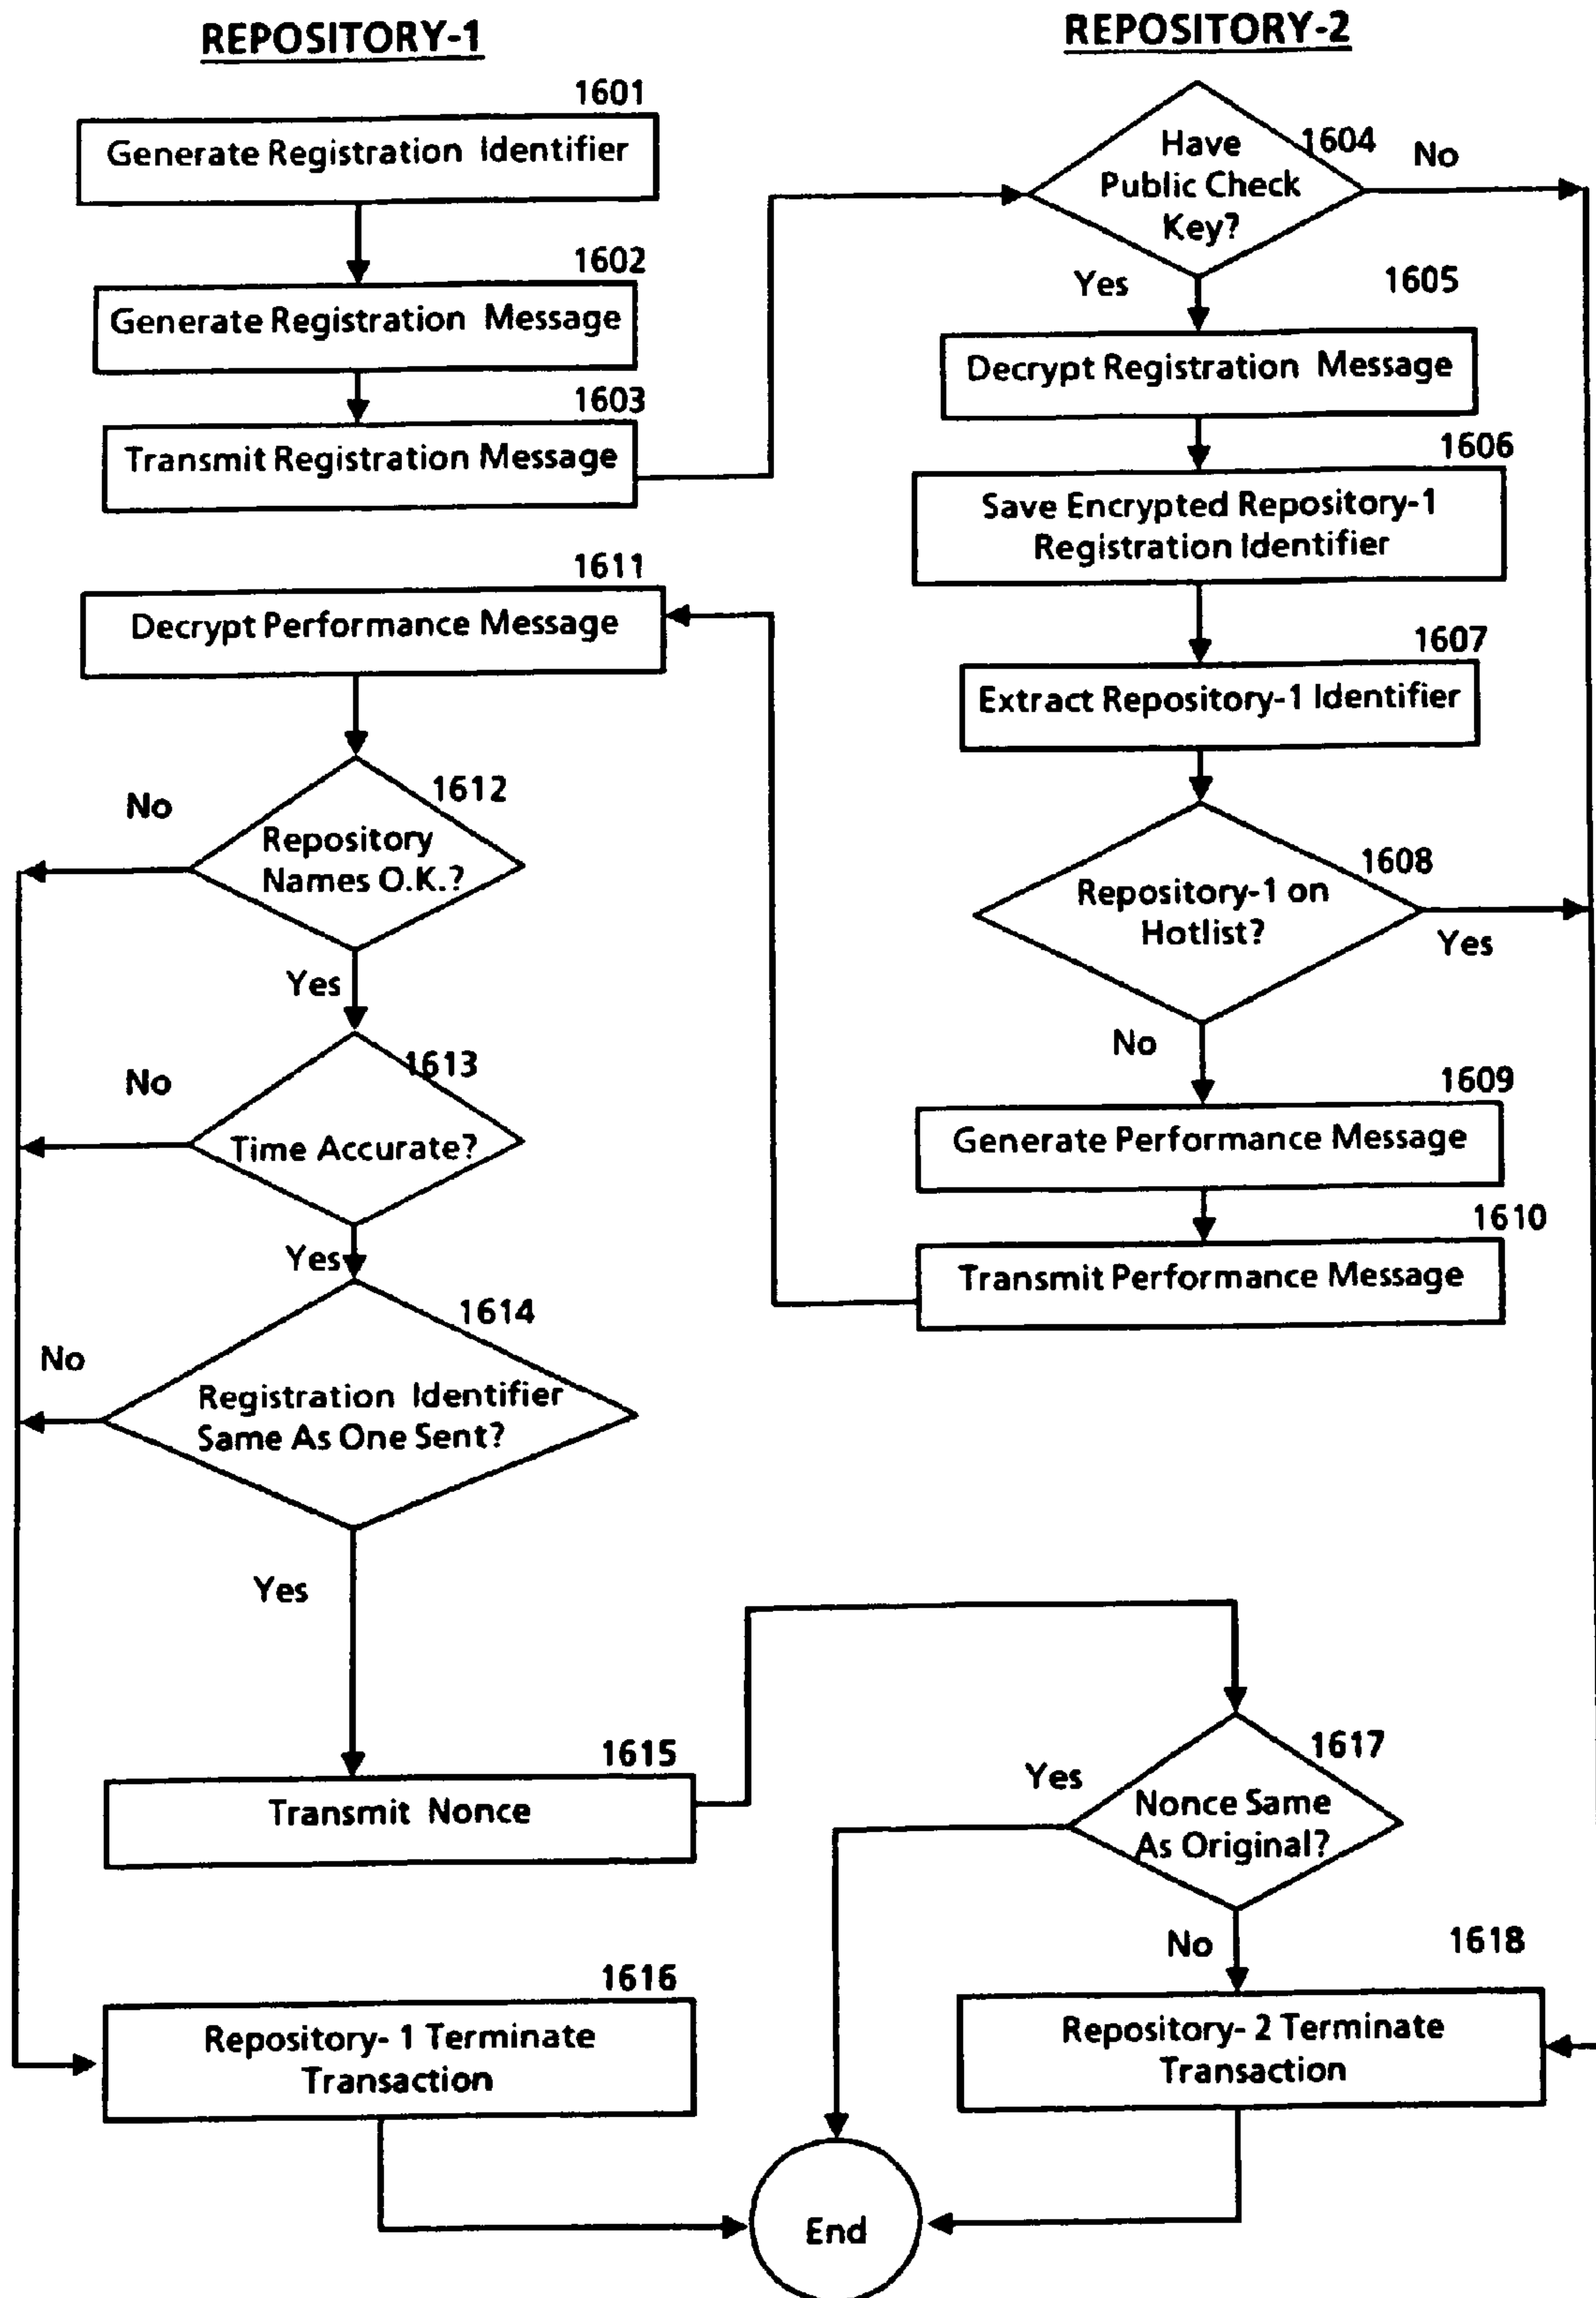 REPOSITORY-1
1601
Generate Registration Identifier
1602
Generate Registration Message
1603
Transmit Registration Message
1611
Decrypt Performance Message
1612
No
Repository
Names O.K.?
Yes
1613
No
Time Accurate?
Yes
1614
No
Registration Identifier
Same As One Sent?
Yes
1615
Transmit Nonce
1616
Repository- 1 Terminate
Transaction
REPOSITORY-2
1604
No
Have
Public Check
Key?
Yes
1605
Decrypt Registration Message
1606
Save Encrypted Repository-1
Registration Identifier
1607
Extract Repository-1 Identifier
1608
Repository-1 on
Hotlist?
Yes
No
1609
Generate Performance Message
1610
Transmit Performance Message
1617
Yes
Nonce Same
As Original?
No
1618
Repository- 2 Terminate
Transaction
End